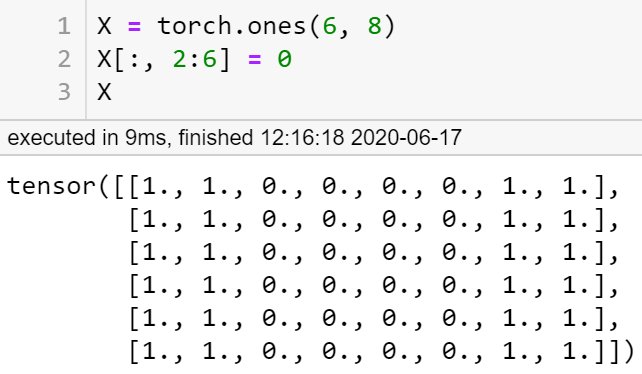 1 X = torch.ones(6, 8)
2 X[:, 2:6] = 0
3 X
executed in 9ms, finished 12:16:18 2020-06-17
tensor([[1., 1., 0., 0., 0., 0., 1., 1.],
        [1., 1., 0., 0., 0., 0., 1., 1.],
        [1., 1., 0., 0., 0., 0., 1., 1.],
        [1., 1., 0., 0., 0., 0., 1., 1.],
        [1., 1., 0., 0., 0., 0., 1., 1.],
        [1., 1., 0., 0., 0., 0., 1., 1.]])